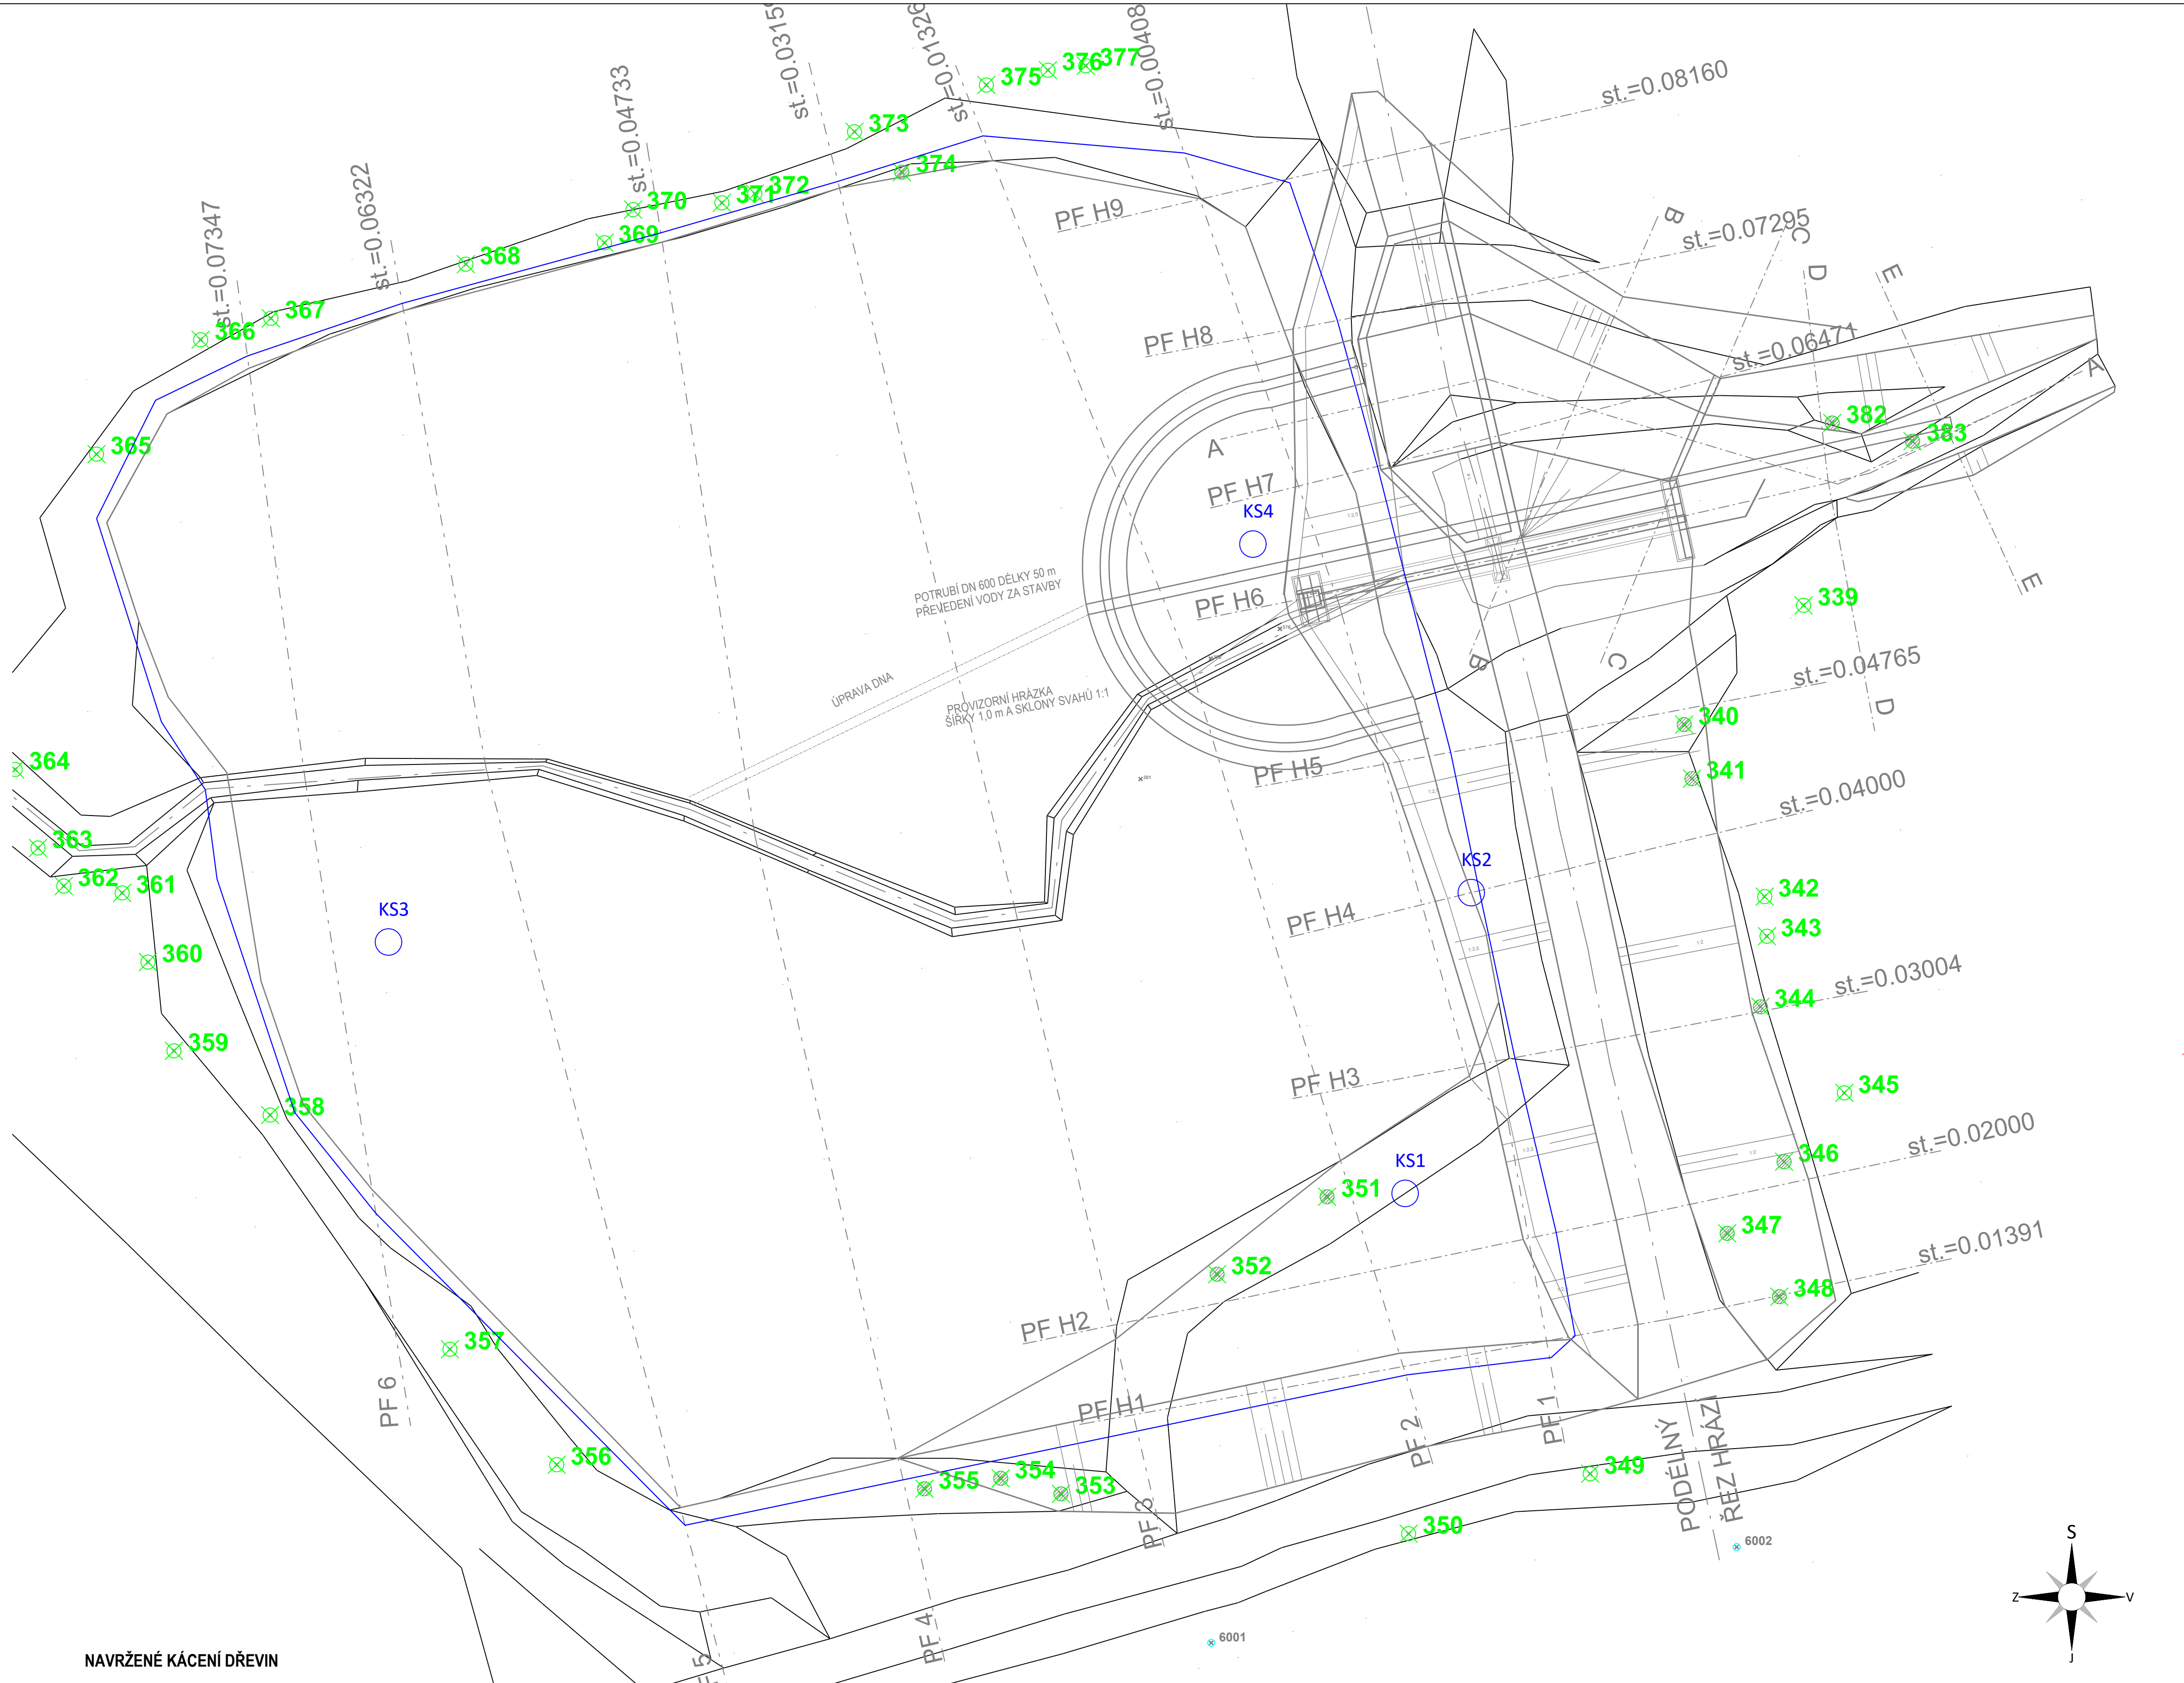 st.=0.07347
st.=0.06322
st.=0.04733
st.=0.0315
st.=0.01326
st.=0.00408
375
376
377
373
374
372
371
370
369
368
367
366
365
st.=0.08160
st.=0.07295
st.=0.06471
PF H9
PF H8
A
PF H7
KS4
PF H6
B
C
D
E
A
382
383
339
E
D
C
B
st.=0.04765
340
341
st.=0.04000
342
343
st.=0.03004
344
345
346
st.=0.02000
347
st.=0.01391
348
POTRUBÍ DN 600 DÉLKY 50 m
PŘEVEDENÍ VODY ZA STAVBY
ÚPRAVA DNA
PROVIZORNÍ HRÁZKA
ŠÍŘKY 1,0 m A SKLONY SVAHŮ 1:1
381
PF H5
KS2
PF H4
PF H3
KS1
351
352
PF H2
PF H1
364
363
362
361
360
359
358
357
356
355
354
353
KS3
PF 6
PF 5
PF 4
PF 3
PF 2
PF 1
PODÉLNÝ
ŘEZ HRÁZÍ
349
350
6002
6001
S
Z
V
J
NAVRŽENÉ KÁCENÍ DŘEVIN